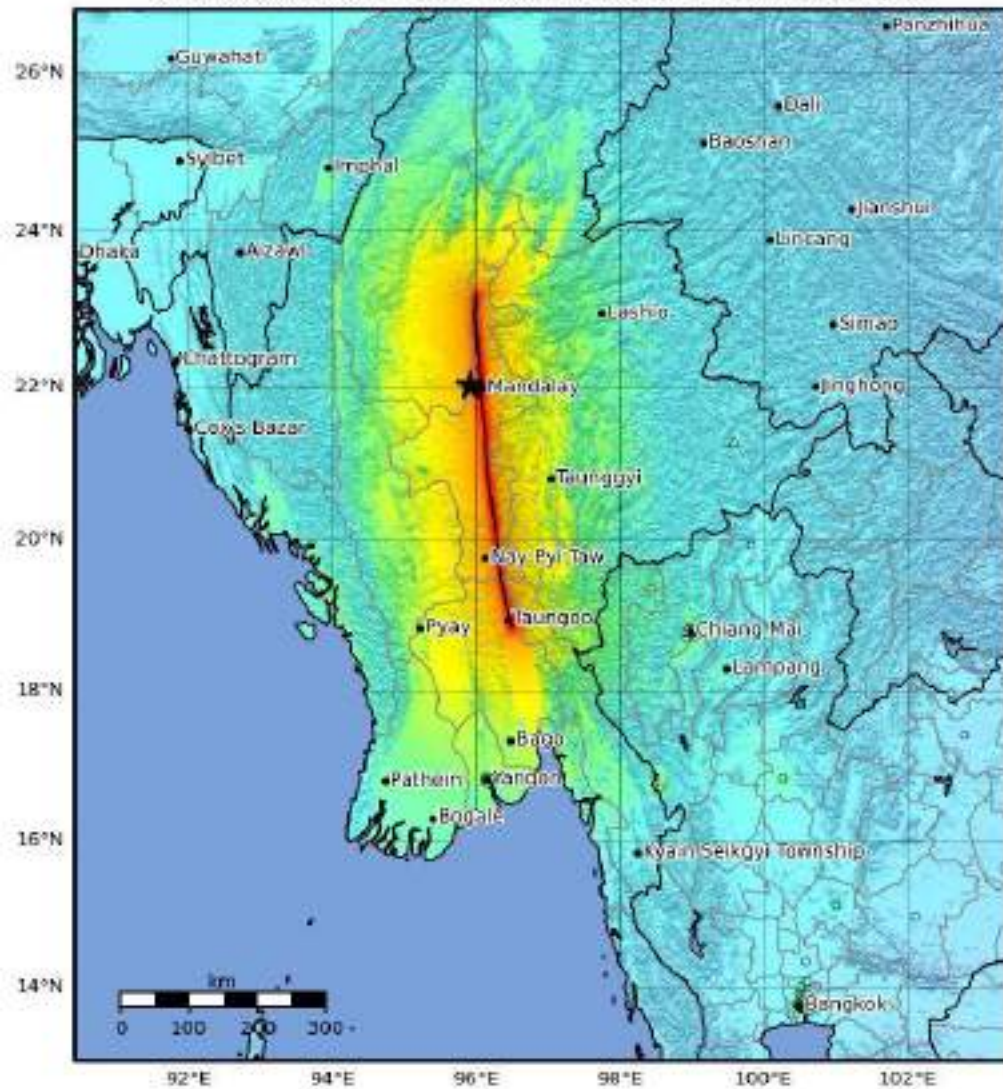 Panzhihua
26°N
Guwahati
Dali
Baoshan
Sylhet
Imphal
Jianshui
24°N
Lincang
Dhaka
Aizawl
Lashio
Simao
Chattogram
22°N
Mandalay
Jinghong
Cox's Bazar
Taunggyi
20°N
Nay Pyi Taw
Taungoo
Pyay
Chiang Mai
Lampang
18°N
Bago
Pathein
Yangon
Bogale
16°N
Kyain Seikgyi Township
km
14°N
Bangkok
0 100 200 300
92°E 94°E 96°E 98°E 100°E 102°E